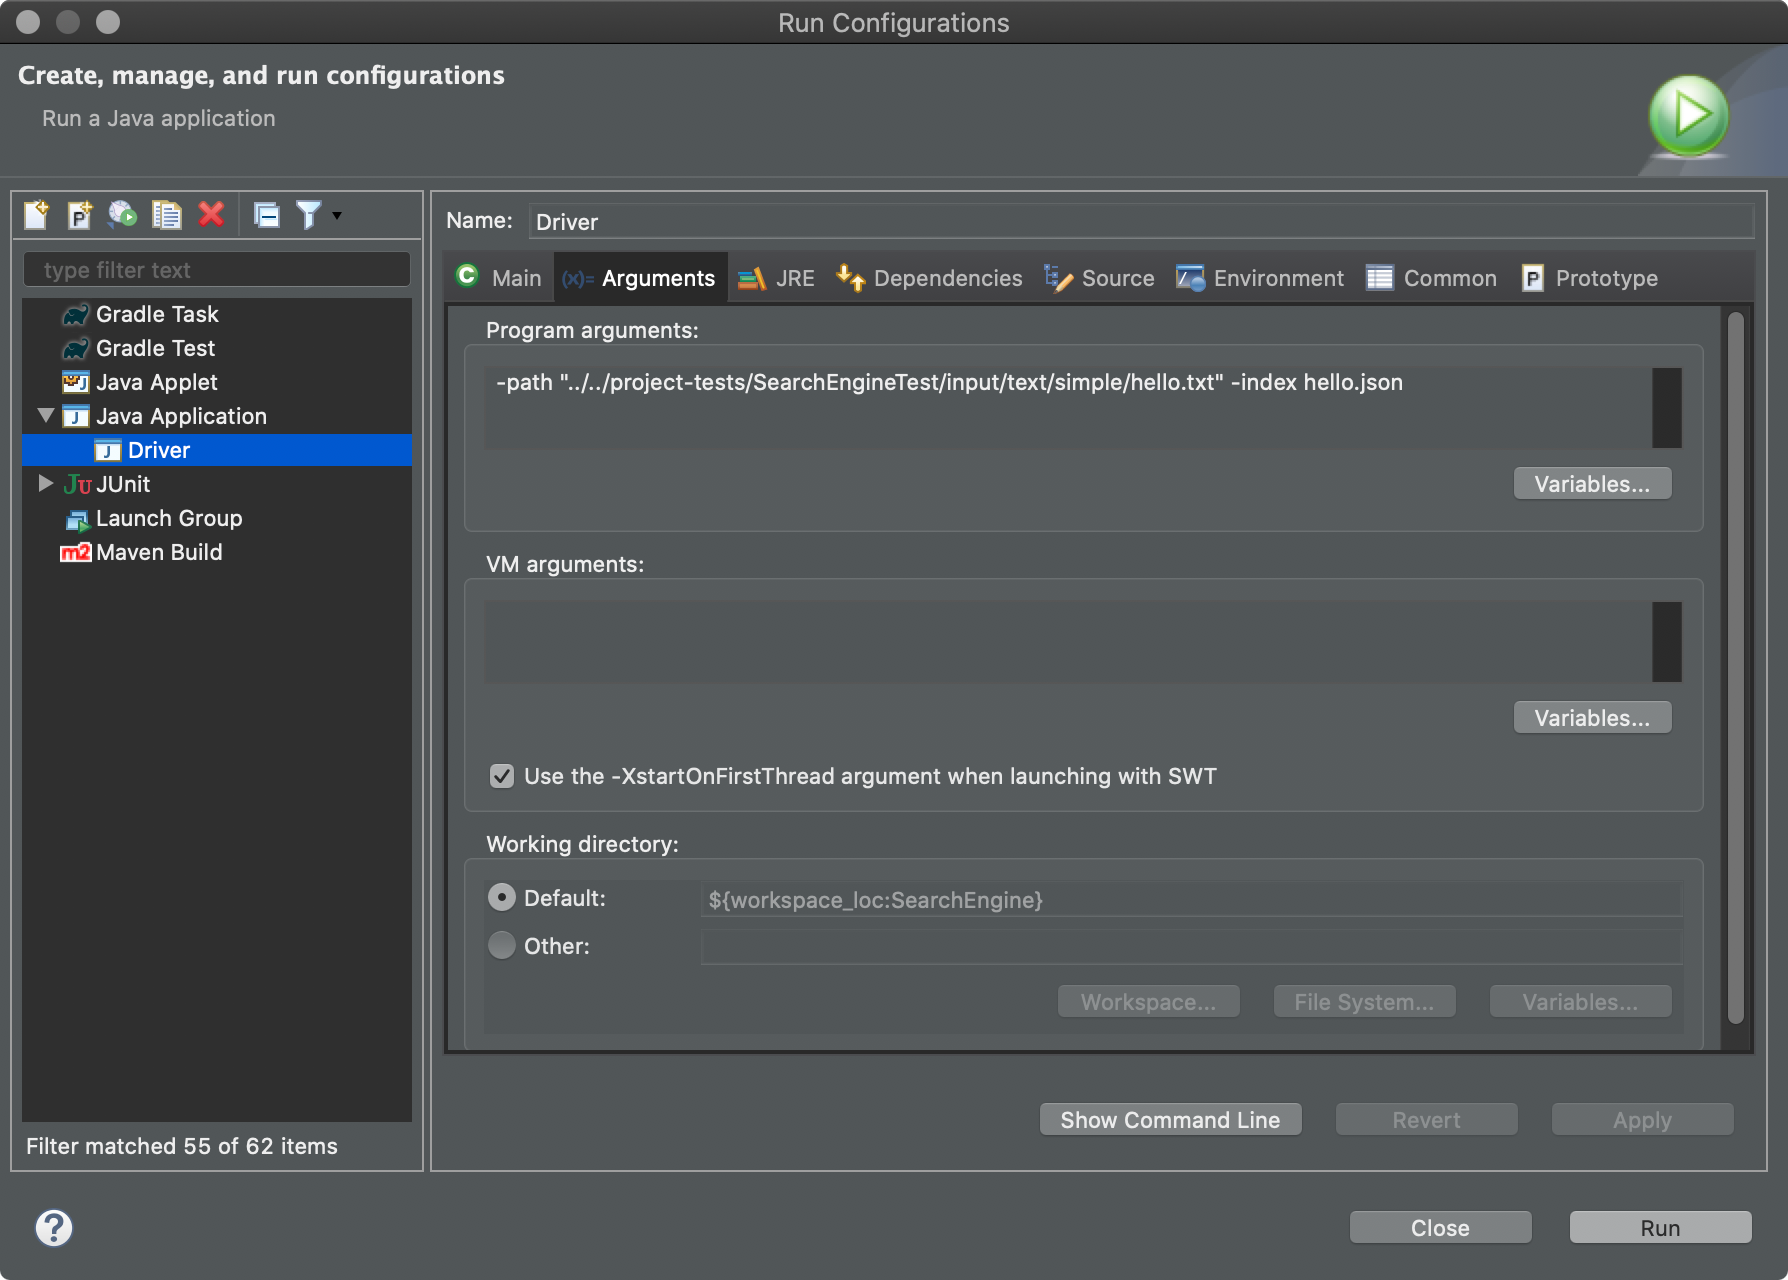 Run Configurations
Create, manage, and run configurations
Run a Java application
type filter text
Gradle Task
Gradle Test
Java Applet
Java Application
Driver
JUnit
Launch Group
Maven Build
Filter matched 55 of 62 items
Name: Driver
Main (x)= Arguments JRE Dependencies Source Environment Common Prototype
Program arguments:
-path "../../project-tests/SearchEngineTest/input/text/simple/hello.txt" -index hello.json
Variables...
VM arguments:
Variables...
Use the -XstartOnFirstThread argument when launching with SWT
Working directory:
Default: ${workspace_loc:SearchEngine}
Other:
Workspace... File System... Variables...
Show Command Line Revert Apply
Close Run